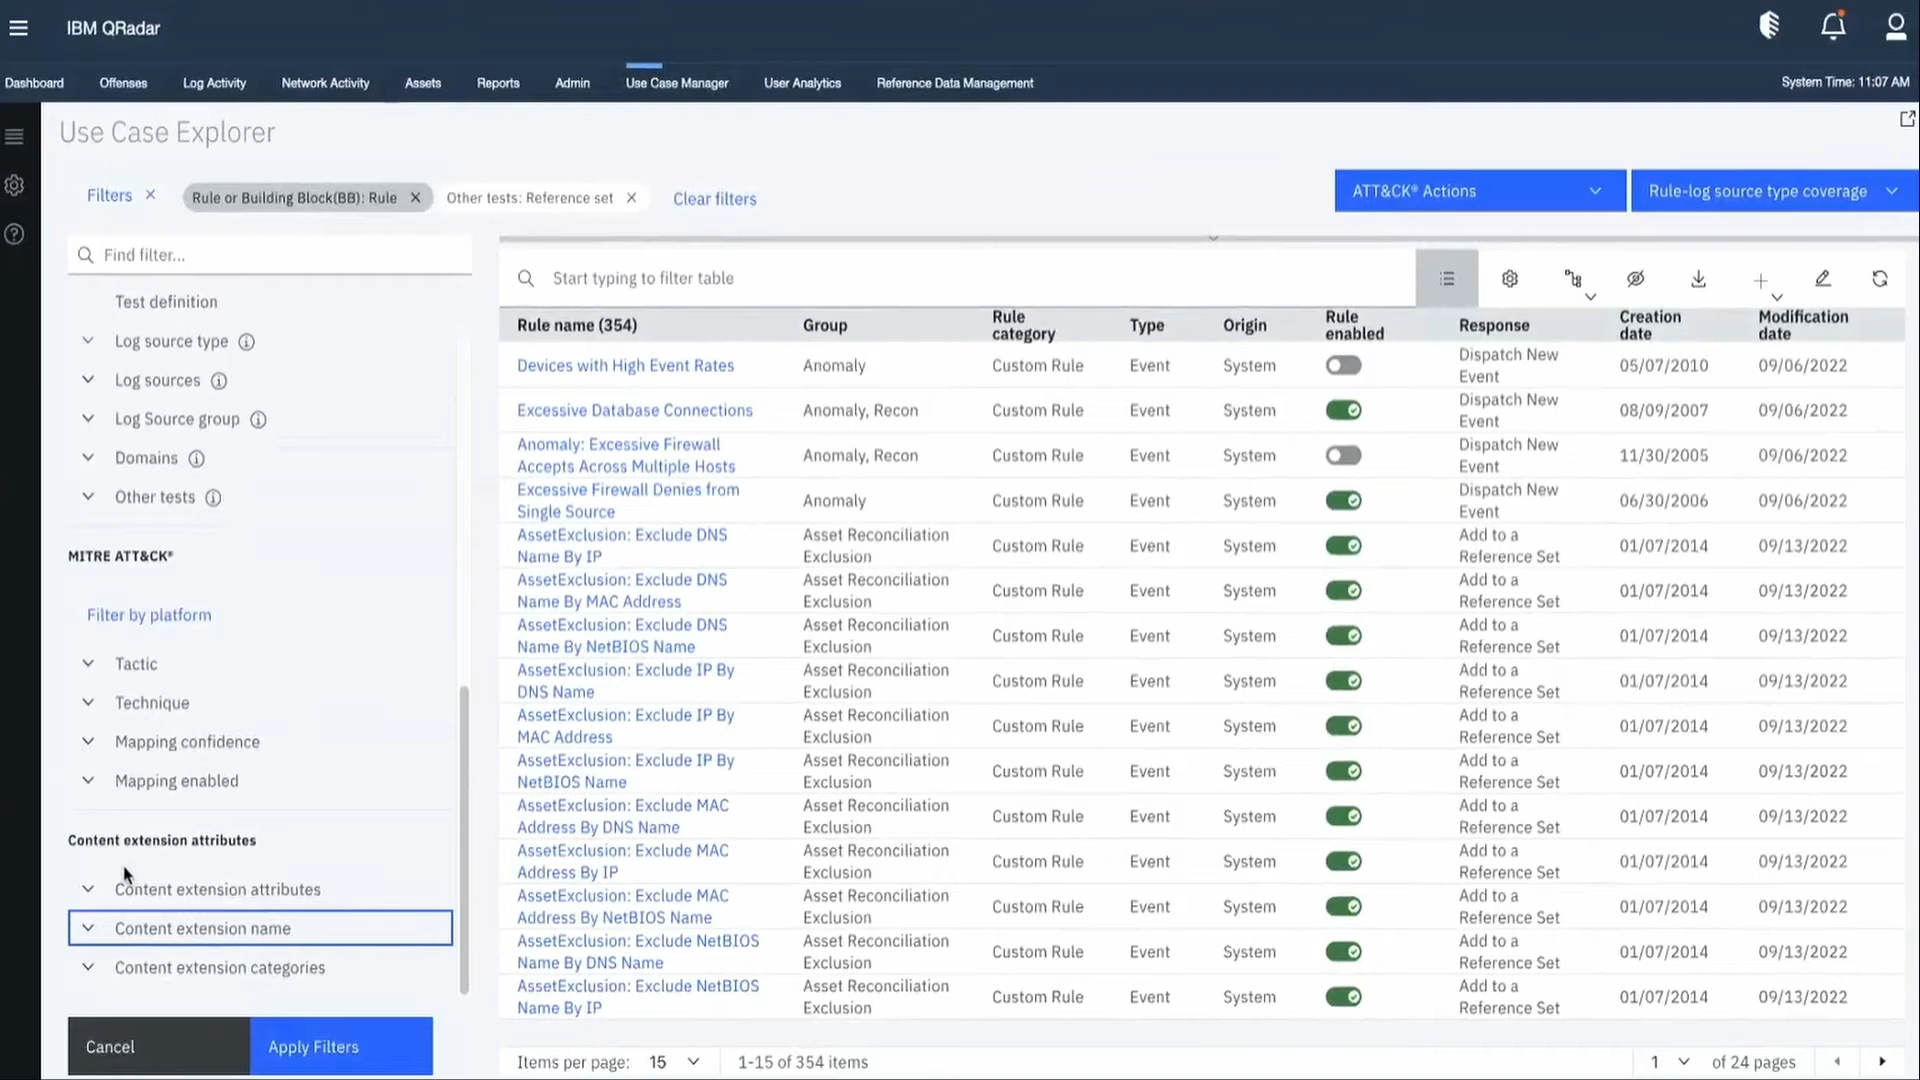 IBM QRadar
Dashboard Offenses Log Activity Network Activity Assets Reports Admin Use Case Manager User Analytics Reference Data Management System Time: 11:07 AM
Use Case Explorer
Filters Rule or Building Block(BB): Rule Other tests: Reference set Clear filters ATT&CK® Actions Rule-log source type coverage
Find filter...
Test definition
Log source type
Log sources
Log Source group
Domains
Other tests
MITRE ATT&CK®
Filter by platform
Tactic
Technique
Mapping confidence
Mapping enabled
Content extension attributes
Content extension attributes
Content extension name
Content extension categories
Cancel Apply Filters
Start typing to filter table
Rule name (354) Group Rule category Type Origin Rule enabled Response Creation date Modification date
Devices with High Event Rates Anomaly Custom Rule Event System Dispatch New Event 05/07/2010 09/06/2022
Excessive Database Connections Anomaly, Recon Custom Rule Event System Dispatch New Event 08/09/2007 09/06/2022
Anomaly: Excessive Firewall Accepts Across Multiple Hosts Anomaly, Recon Custom Rule Event System Dispatch New Event 11/30/2005 09/06/2022
Excessive Firewall Denies from Single Source Anomaly Custom Rule Event System Dispatch New Event 06/30/2006 09/06/2022
AssetExclusion: Exclude DNS Name By IP Asset Reconciliation Exclusion Custom Rule Event System Add to a Reference Set 01/07/2014 09/13/2022
AssetExclusion: Exclude DNS Name By MAC Address Asset Reconciliation Exclusion Custom Rule Event System Add to a Reference Set 01/07/2014 09/13/2022
AssetExclusion: Exclude DNS Name By NetBIOS Name Asset Reconciliation Exclusion Custom Rule Event System Add to a Reference Set 01/07/2014 09/13/2022
AssetExclusion: Exclude IP By DNS Name Asset Reconciliation Exclusion Custom Rule Event System Add to a Reference Set 01/07/2014 09/13/2022
AssetExclusion: Exclude IP By MAC Address Asset Reconciliation Exclusion Custom Rule Event System Add to a Reference Set 01/07/2014 09/13/2022
AssetExclusion: Exclude IP By NetBIOS Name Asset Reconciliation Exclusion Custom Rule Event System Add to a Reference Set 01/07/2014 09/13/2022
AssetExclusion: Exclude MAC Address By DNS Name Asset Reconciliation Exclusion Custom Rule Event System Add to a Reference Set 01/07/2014 09/13/2022
AssetExclusion: Exclude MAC Address By IP Asset Reconciliation Exclusion Custom Rule Event System Add to a Reference Set 01/07/2014 09/13/2022
AssetExclusion: Exclude MAC Address By NetBIOS Name Asset Reconciliation Exclusion Custom Rule Event System Add to a Reference Set 01/07/2014 09/13/2022
AssetExclusion: Exclude NetBIOS Name By DNS Name Asset Reconciliation Exclusion Custom Rule Event System Add to a Reference Set 01/07/2014 09/13/2022
AssetExclusion: Exclude NetBIOS Name By IP Asset Reconciliation Exclusion Custom Rule Event System Add to a Reference Set 01/07/2014 09/13/2022
Items per page: 15 1-15 of 354 items 1 of 24 pages